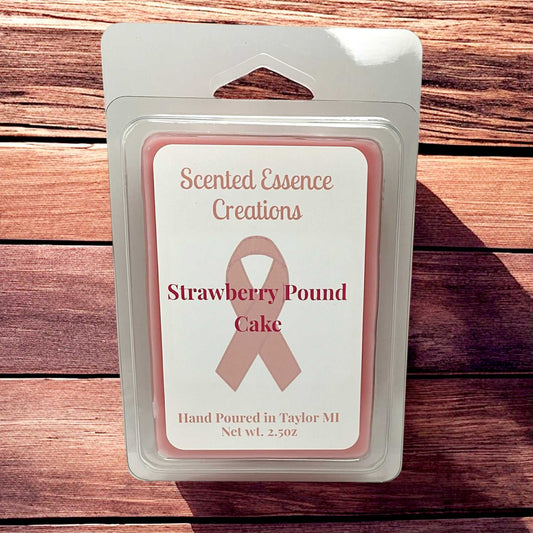 Scented Essence
Creations
Strawberry Pound
Cake
Hand Poured in Taylor MI
Net wt. 2.5oz